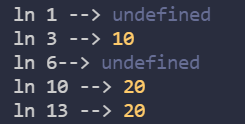 ln 1 --> undefined
ln 3 --> 10
ln 6--> undefined
ln 10 --> 20
ln 13 --> 20